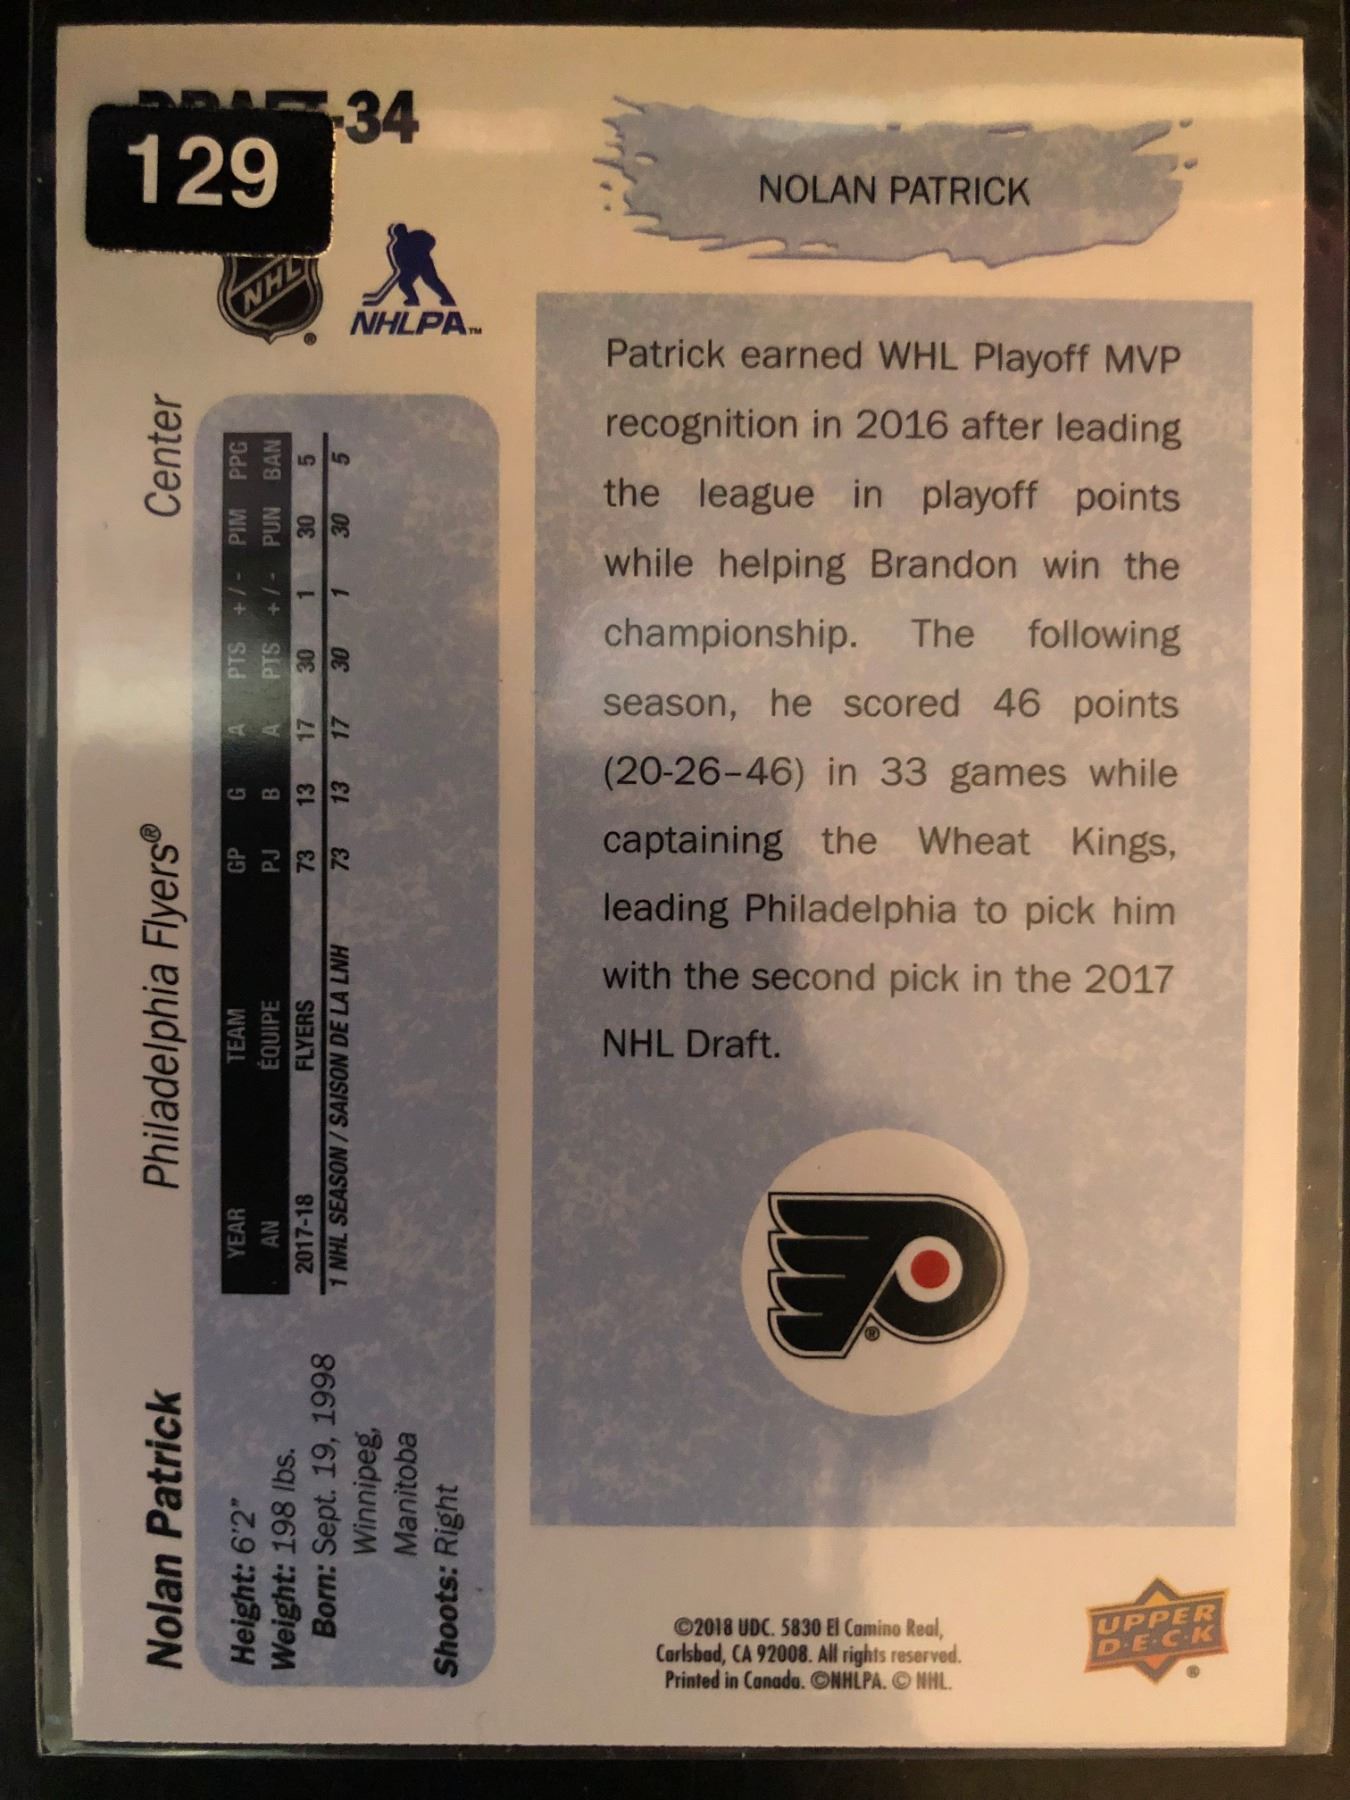 DRAFT-34
129
NHL
NHLPA™
NOLAN PATRICK
Patrick earned WHL Playoff MVP
recognition in 2016 after leading
the league in playoff points
while helping Brandon win the
championship. The following
season, he scored 46 points
(20-26–46) in 33 games while
captaining the Wheat Kings,
leading Philadelphia to pick him
with the second pick in the 2017
NHL Draft.
Nolan Patrick Philadelphia Flyers® Center
Height: 6'2"
Weight: 198 lbs.
Born: Sept. 19, 1998
Winnipeg,
Manitoba
Shoots: Right
YEAR TEAM GP G A PTS +/- PIM PPG
AN ÉQUIPE PJ B A PTS +/- PUN BAN
2017-18 FLYERS 73 13 17 30 1 30 5
1 NHL SEASON / SAISON DE LA LNH 73 13 17 30 1 30 5
©2018 UDC. 5830 El Camino Real,
Carlsbad, CA 92008. All rights reserved.
Printed in Canada. ©NHLPA. © NHL.
UPPER
D·E·C·K
®